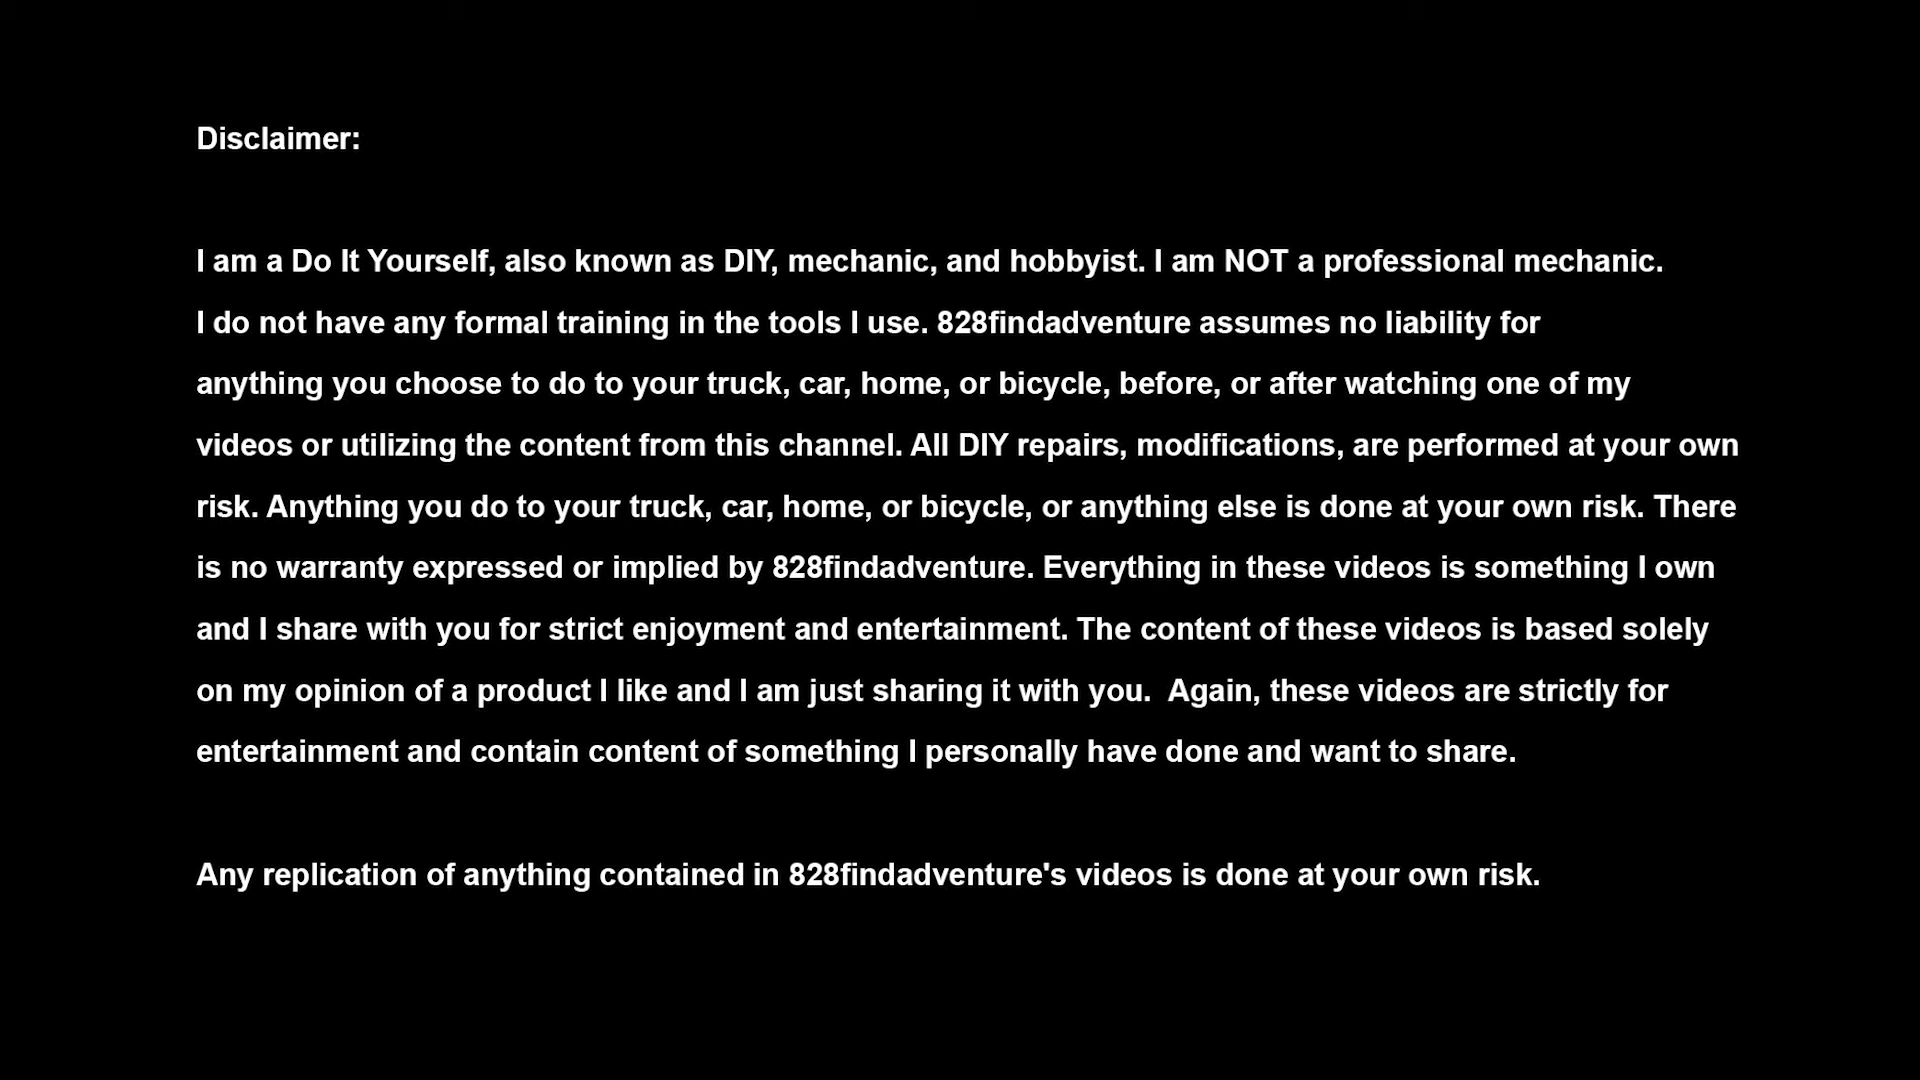 Disclaimer:
I am a Do It Yourself, also known as DIY, mechanic, and hobbyist. I am NOT a professional mechanic.
I do not have any formal training in the tools I use. 828findadventure assumes no liability for
anything you choose to do to your truck, car, home, or bicycle, before, or after watching one of my
videos or utilizing the content from this channel. All DIY repairs, modifications, are performed at your own
risk. Anything you do to your truck, car, home, or bicycle, or anything else is done at your own risk. There
is no warranty expressed or implied by 828findadventure. Everything in these videos is something I own
and I share with you for strict enjoyment and entertainment. The content of these videos is based solely
on my opinion of a product I like and I am just sharing it with you.  Again, these videos are strictly for
entertainment and contain content of something I personally have done and want to share.
Any replication of anything contained in 828findadventure's videos is done at your own risk.